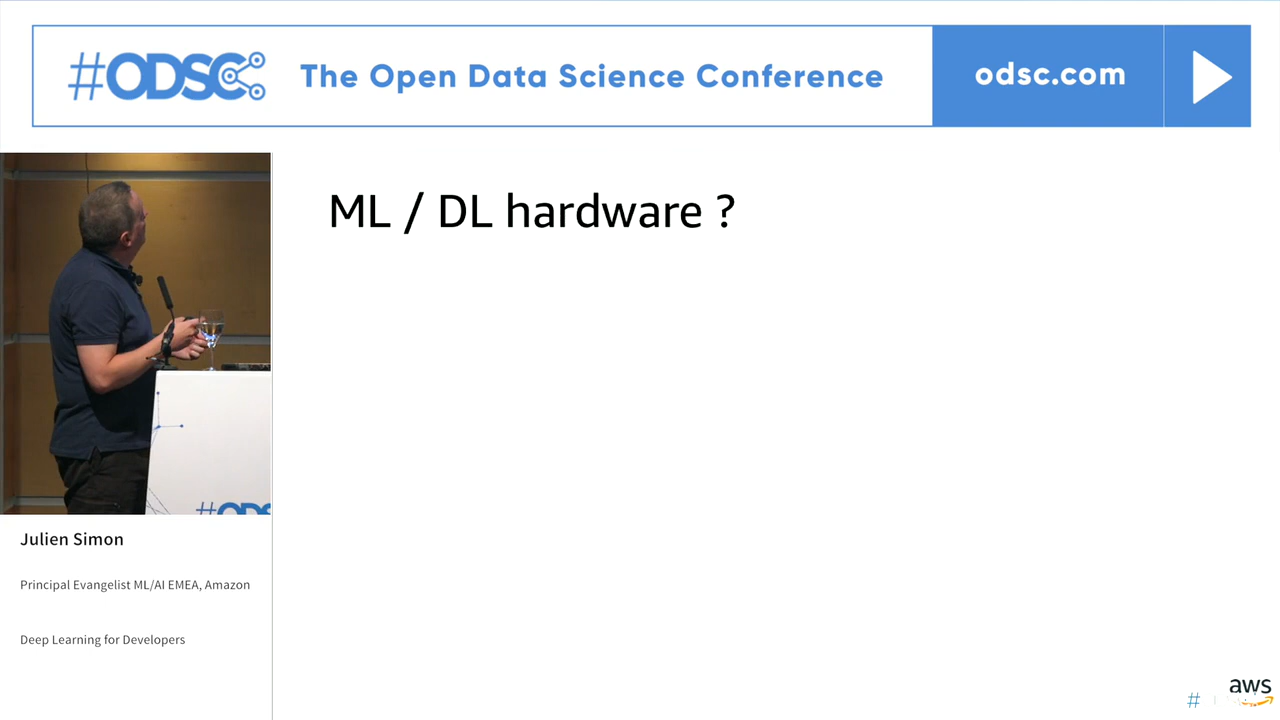 #ODSC
The Open Data Science Conference
odsc.com
ML / DL hardware ?
#ODS
Julien Simon
Principal Evangelist ML/AI EMEA, Amazon
Deep Learning for Developers
#
aws